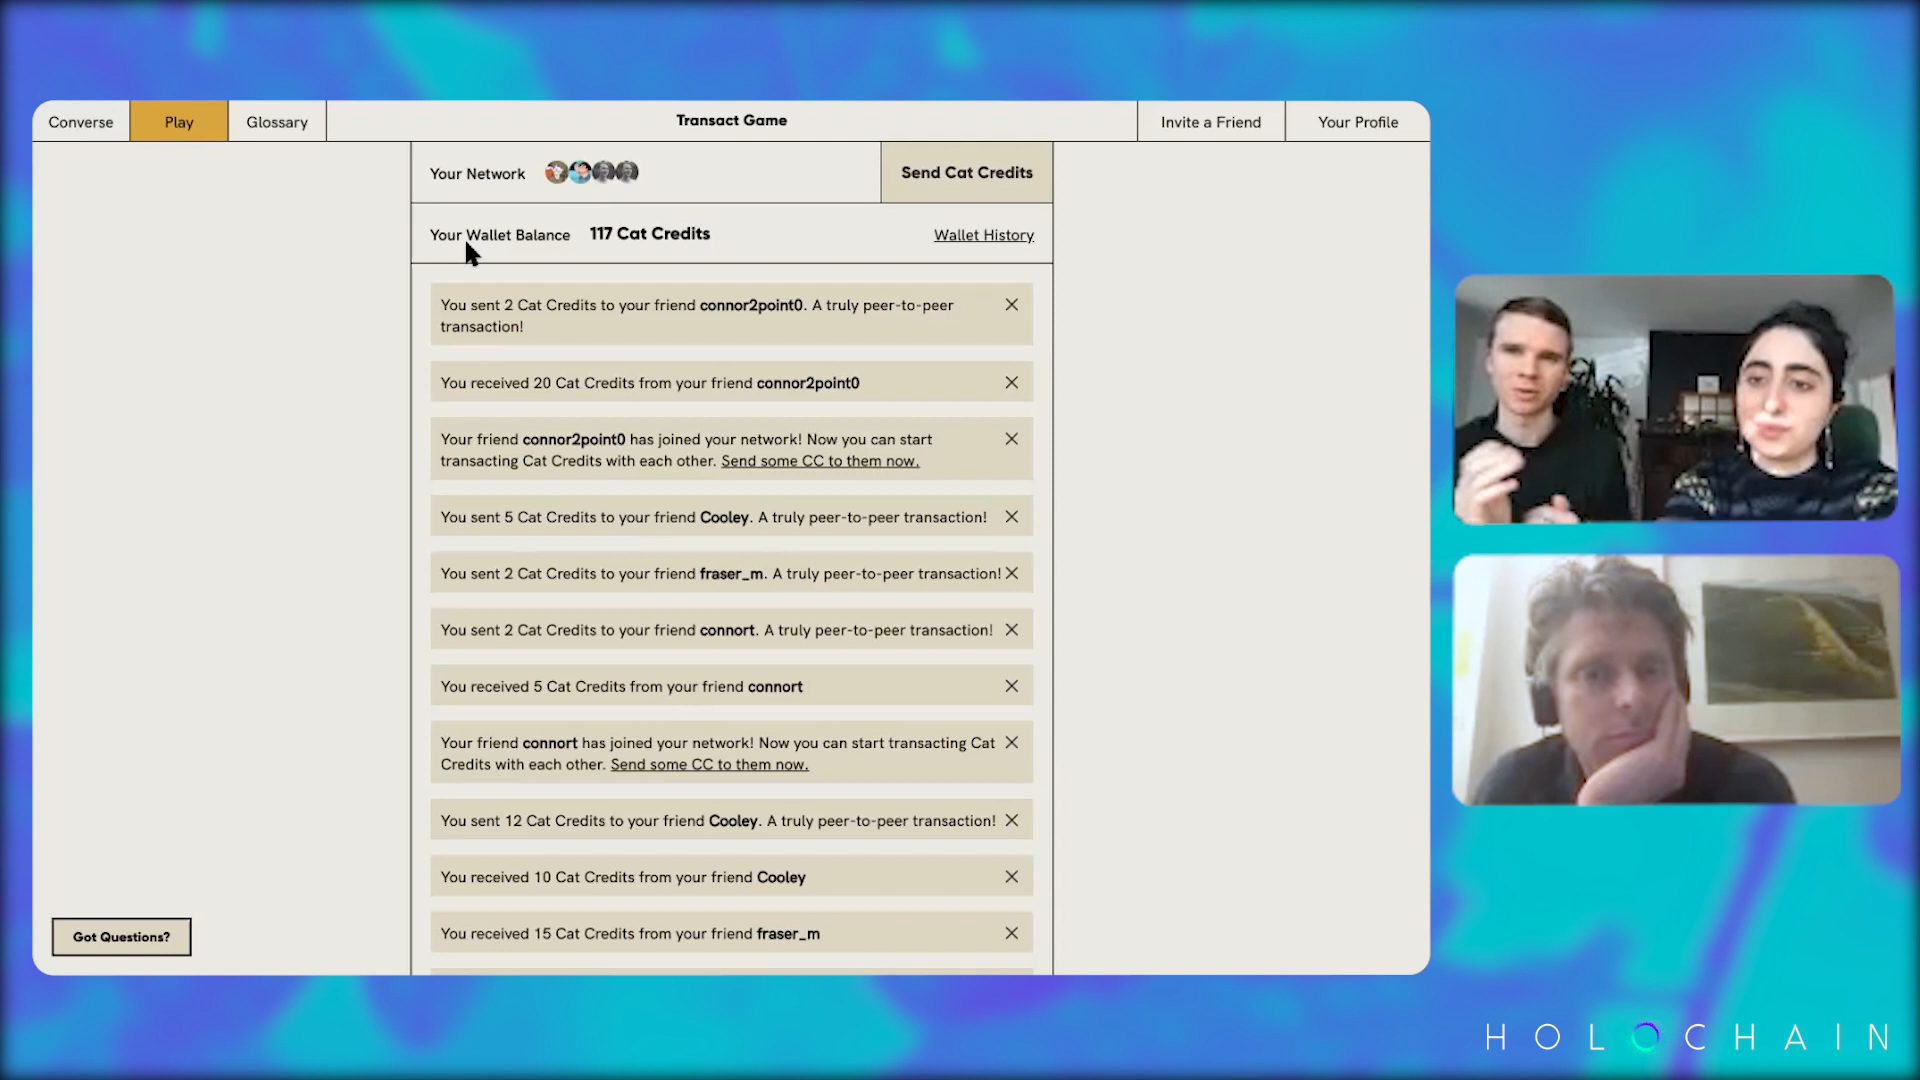 Converse
Play
Glossary
Transact Game
Invite a Friend
Your Profile
Your Network
Send Cat Credits
Your Wallet Balance
117 Cat Credits
Wallet History
You sent 2 Cat Credits to your friend connor2point0. A truly peer-to-peer
transaction!
You received 20 Cat Credits from your friend connor2point0
Your friend connor2point0 has joined your network! Now you can start
transacting Cat Credits with each other. Send some CC to them now.
You sent 5 Cat Credits to your friend Cooley. A truly peer-to-peer transaction!
You sent 2 Cat Credits to your friend fraser_m. A truly peer-to-peer transaction!
You sent 2 Cat Credits to your friend connort. A truly peer-to-peer transaction!
You received 5 Cat Credits from your friend connort
Your friend connort has joined your network! Now you can start transacting Cat
Credits with each other. Send some CC to them now.
You sent 12 Cat Credits to your friend Cooley. A truly peer-to-peer transaction!
You received 10 Cat Credits from your friend Cooley
You received 15 Cat Credits from your friend fraser_m
Got Questions?
HOLOCHAIN